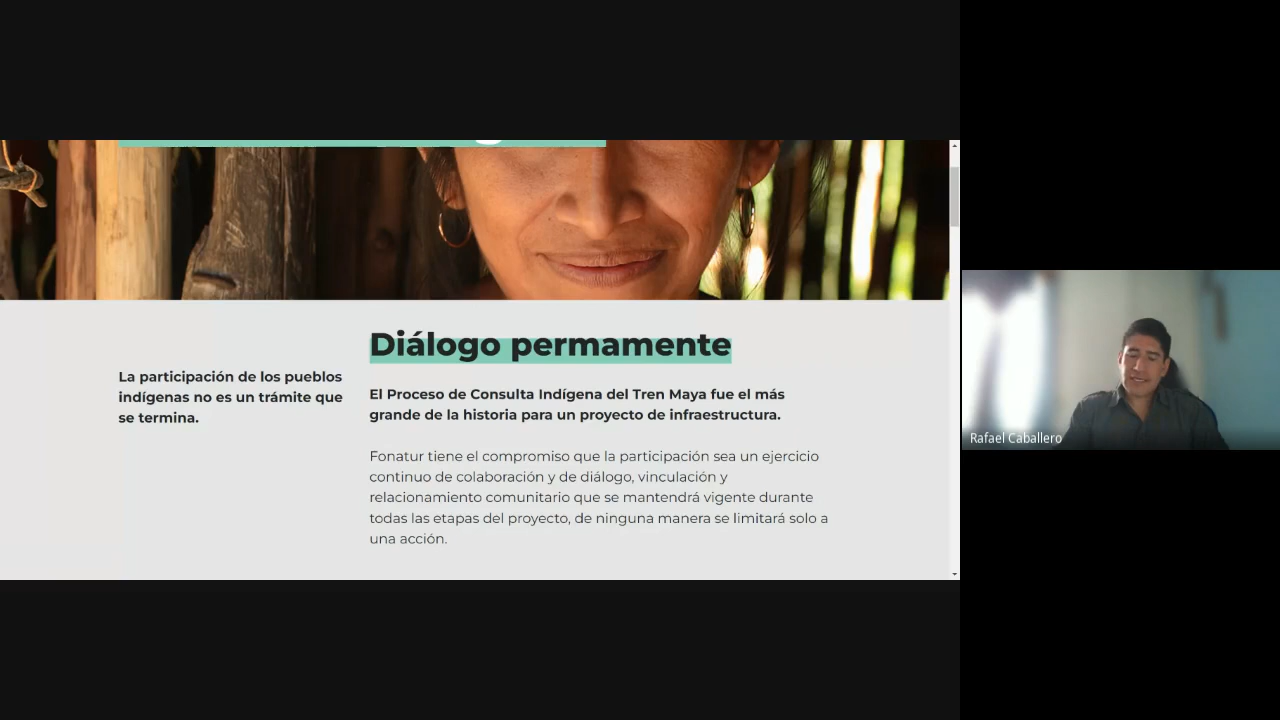 La participación de los pueblos
indígenas no es un trámite que
se termina.
Diálogo permamente
El Proceso de Consulta Indígena del Tren Maya fue el más
grande de la historia para un proyecto de infraestructura.
Fonatur tiene el compromiso que la participación sea un ejercicio
continuo de colaboración y de diálogo, vinculación y
relacionamiento comunitario que se mantendrá vigente durante
todas las etapas del proyecto, de ninguna manera se limitará solo a
una acción.
Rafael Caballero